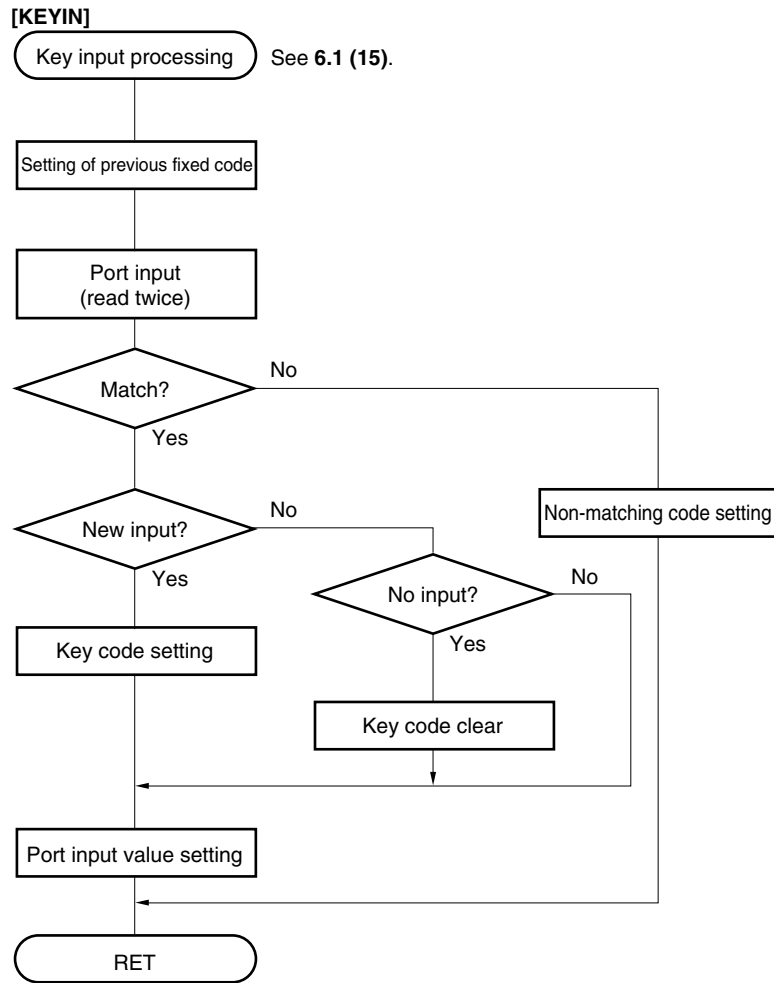 [KEYIN]
Key input processing See 6.1 (15).
Setting of previous fixed code
Port input
(read twice)
Match?
No
Yes
New input?
No
Yes
Non-matching code setting
No input?
No
Yes
Key code setting
Key code clear
Port input value setting
RET